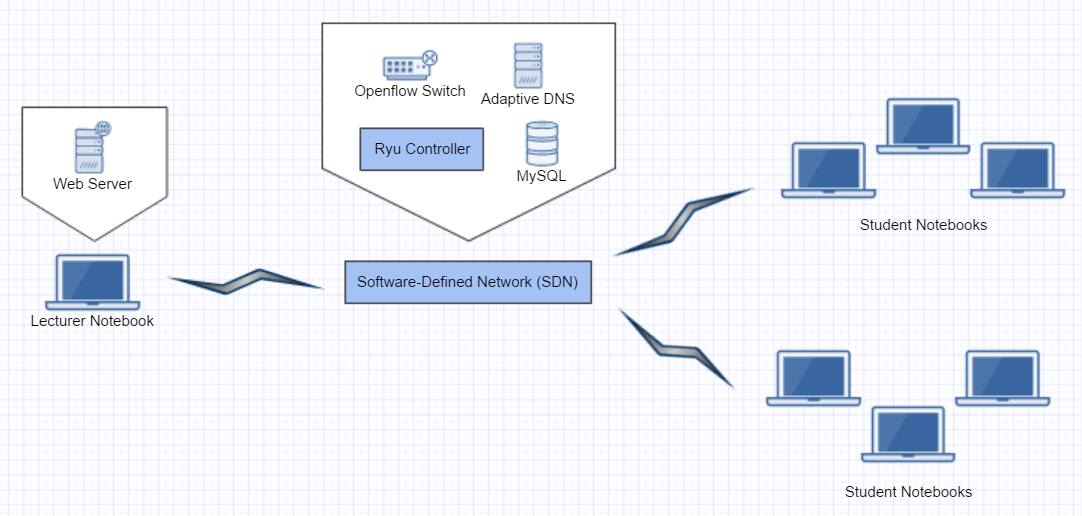 Openflow Switch
Adaptive DNS
Ryu Controller
MySQL
Web Server
Lecturer Notebook
Software-Defined Network (SDN)
Student Notebooks
Student Notebooks